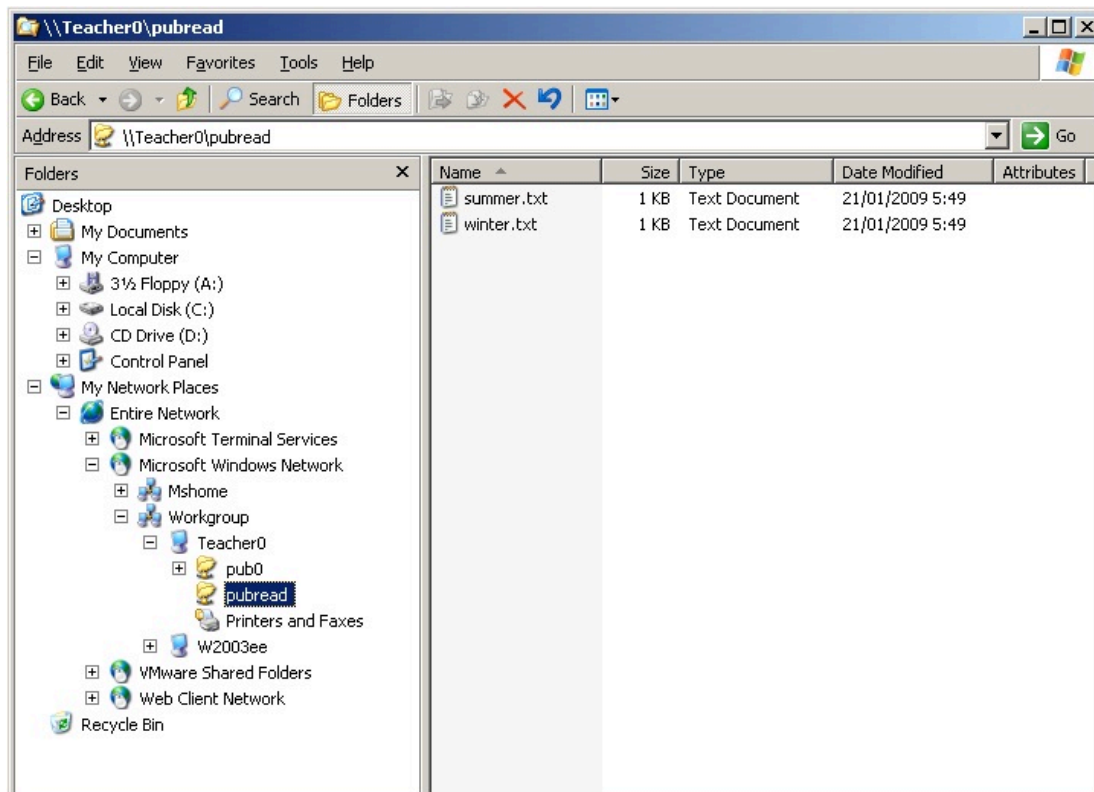 \\Teacher0\pubread
File Edit View Favorites Tools Help
Back Search Folders
Address \\Teacher0\pubread Go
Folders
Desktop
My Documents
My Computer
3½ Floppy (A:)
Local Disk (C:)
CD Drive (D:)
Control Panel
My Network Places
Entire Network
Microsoft Terminal Services
Microsoft Windows Network
Mshome
Workgroup
Teacher0
pub0
pubread
Printers and Faxes
W2003ee
VMware Shared Folders
Web Client Network
Recycle Bin
Name Size Type Date Modified Attributes
summer.txt 1 KB Text Document 21/01/2009 5:49
winter.txt 1 KB Text Document 21/01/2009 5:49